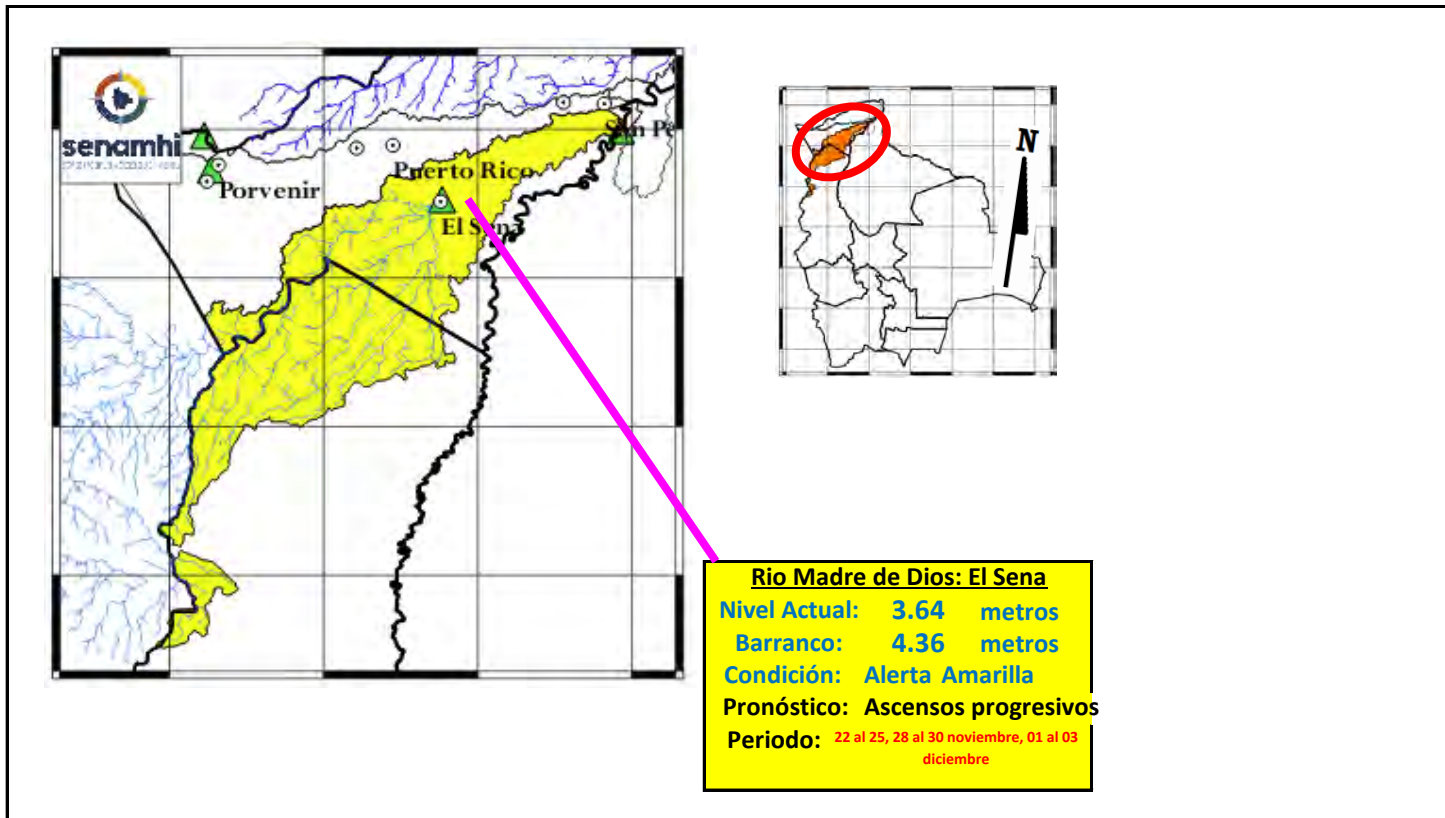 senamhi
Porvenir
Puerto Rico
San Pe
El Sena
N
Rio Madre de Dios: El Sena
Nivel Actual: 3.64 metros
Barranco: 4.36 metros
Condición: Alerta Amarilla
Pronóstico: Ascensos progresivos
Periodo: 22 al 25, 28 al 30 noviembre, 01 al 03
diciembre